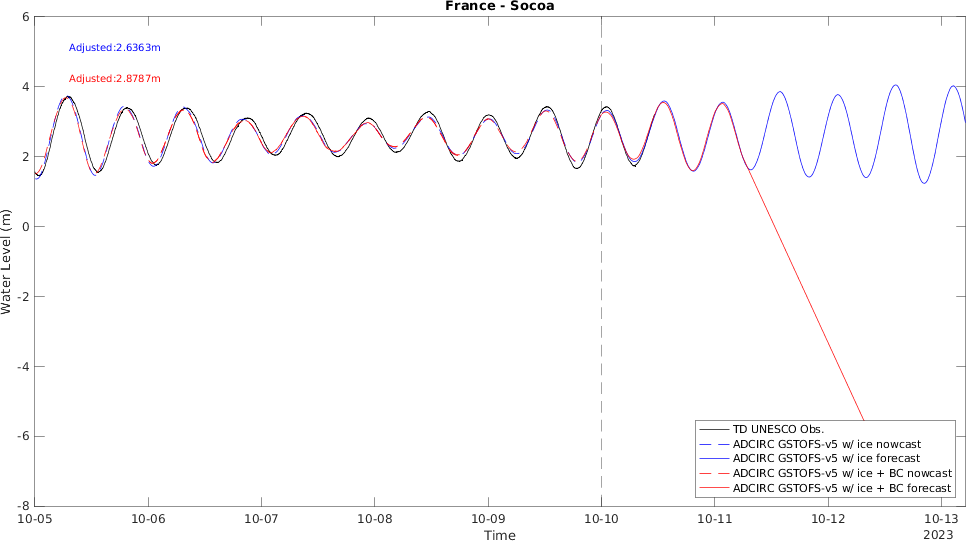 France - Socoa
Adjusted:2.6363m
Adjusted:2.8787m
6
4
2
0
-2
-4
-6
-8
Water Level (m)
TD UNESCO Obs.
ADCIRC GSTOFS-v5 w/ ice nowcast
ADCIRC GSTOFS-v5 w/ ice forecast
ADCIRC GSTOFS-v5 w/ ice + BC nowcast
ADCIRC GSTOFS-v5 w/ ice + BC forecast
10-05 10-06 10-07 10-08 10-09 10-10 10-11 10-12 10-13
Time
2023